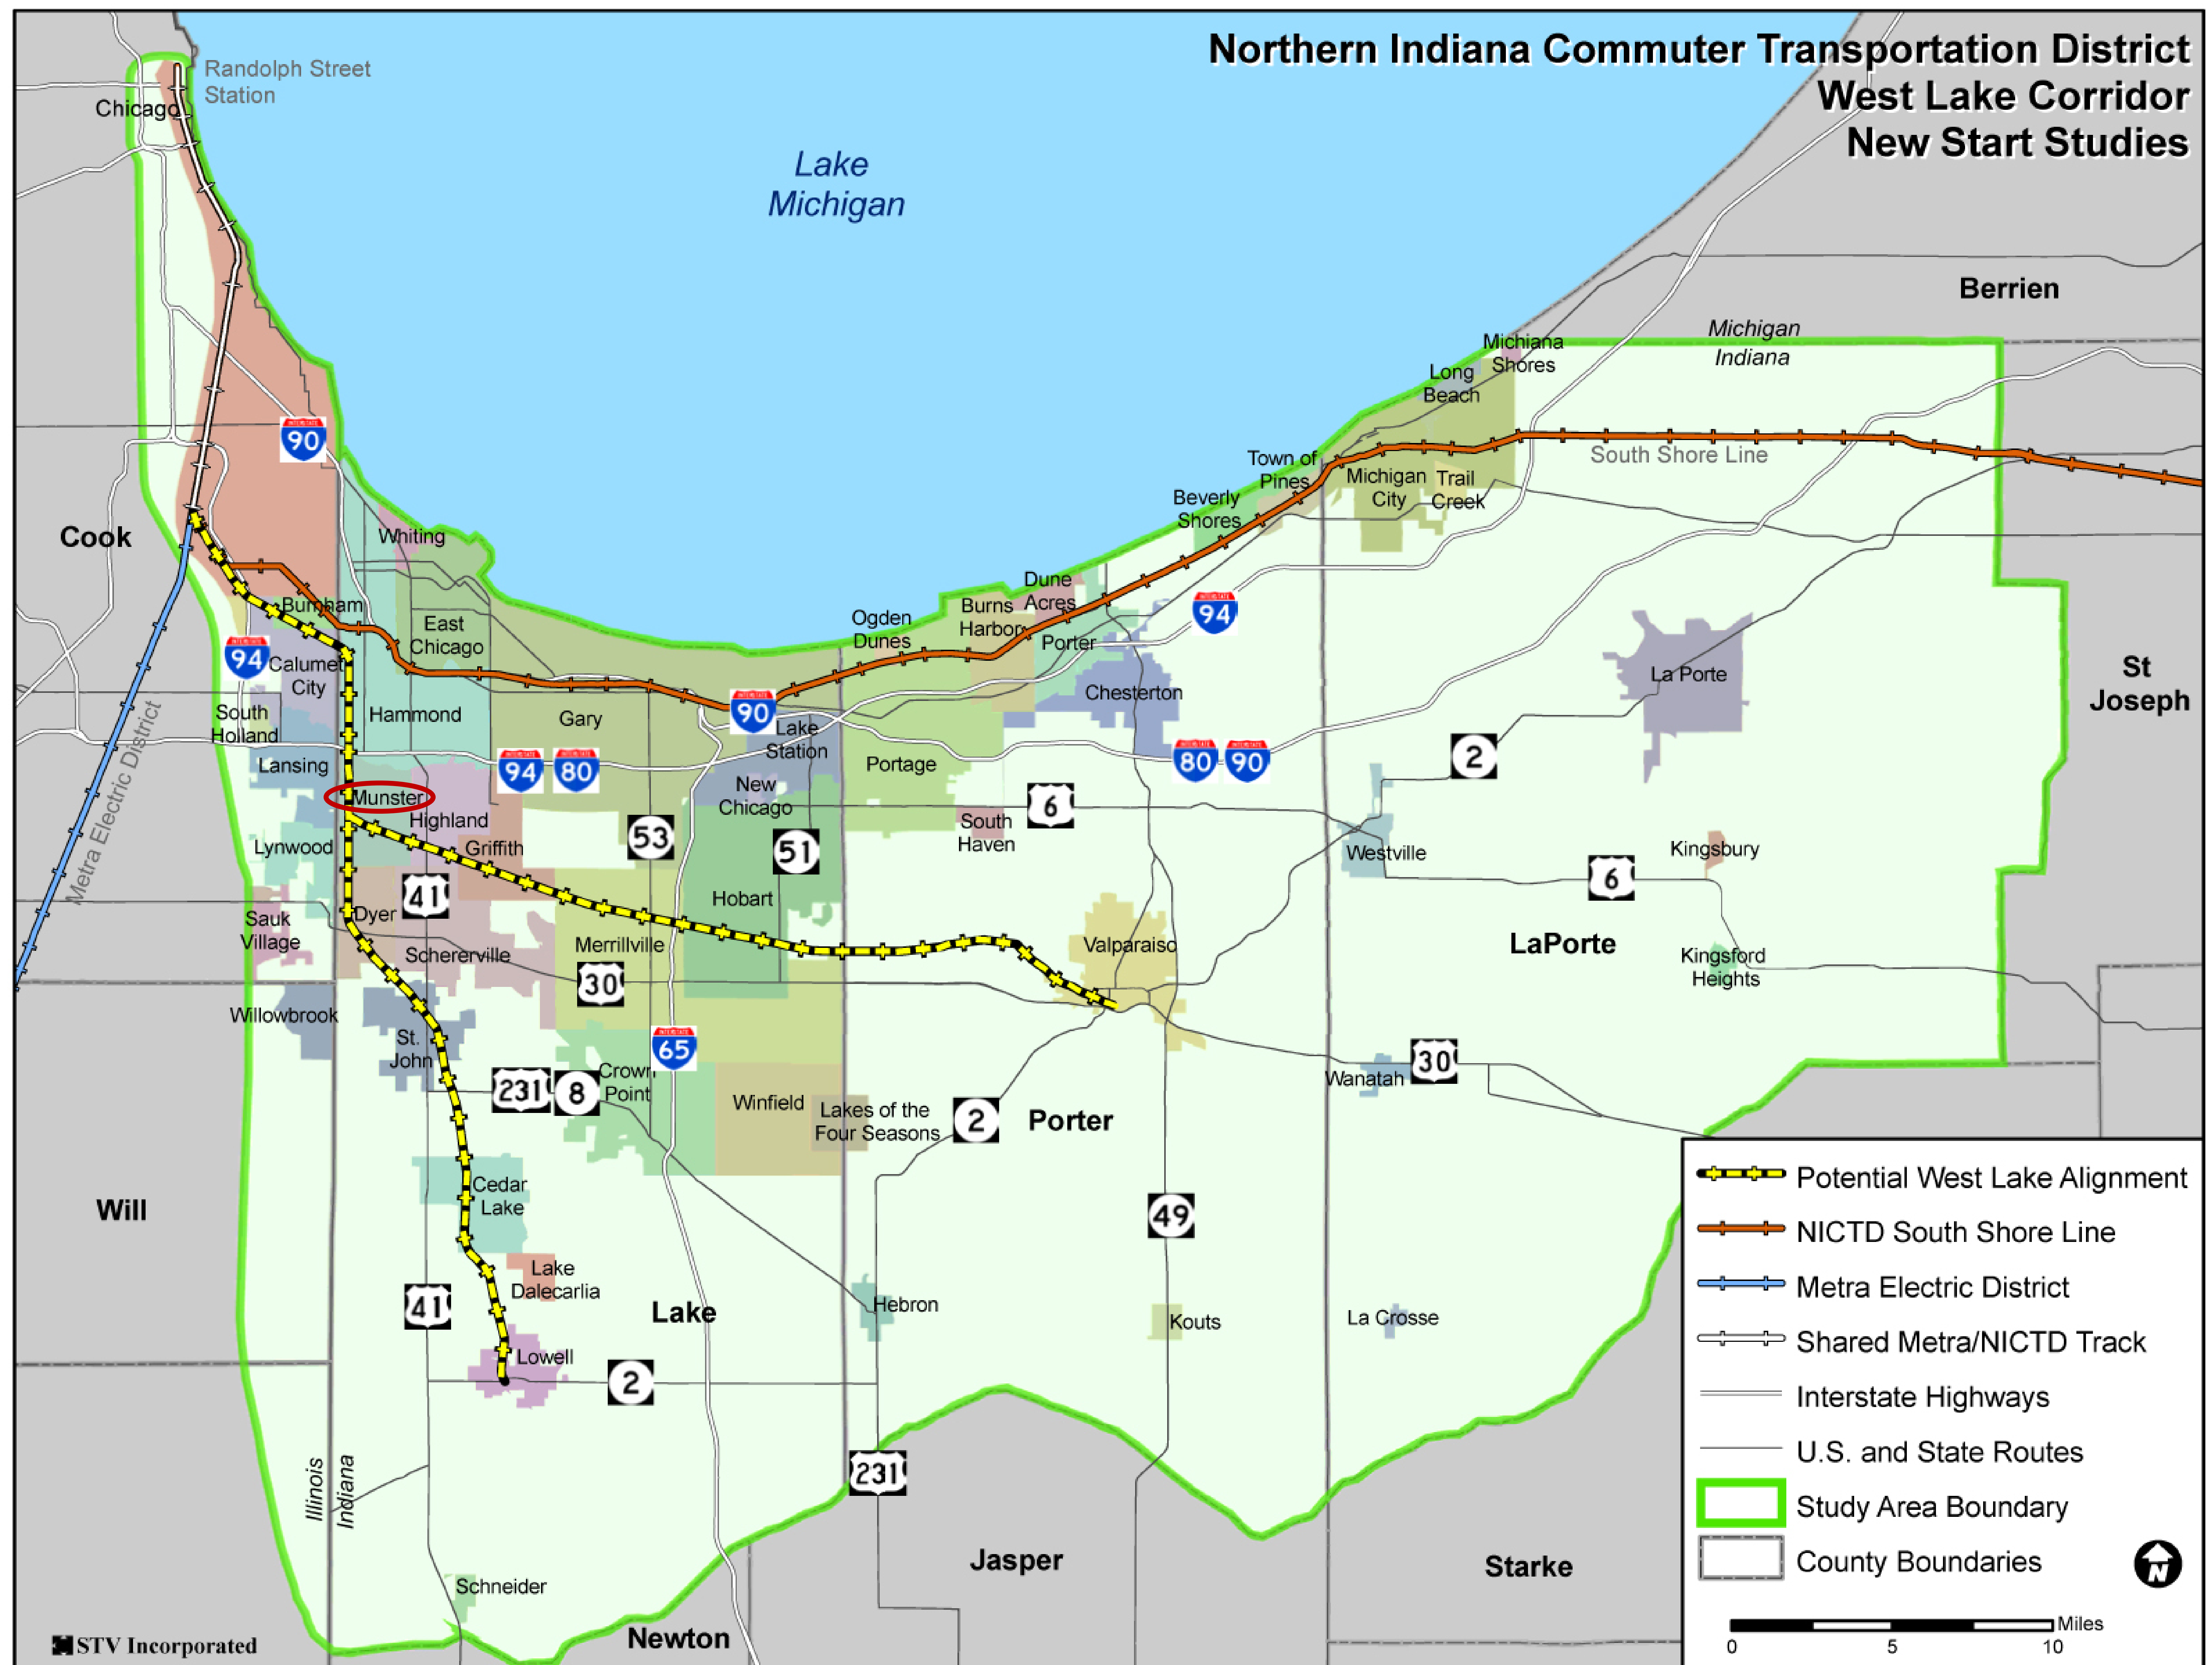 Northern Indiana Commuter Transportation District
West Lake Corridor
New Start Studies
Randolph Street
Station
Chicago
Lake
Michigan
Berrien
Michigan
Indiana
Michiana
Shores
Long
Beach
INTERSTATE
90
South Shore Line
Town of
Pines
Michigan
City
Trail
Creek
Beverly
Shores
Cook
Whiting
Dune
Acres
Burns
Harbor
Burnham
East
Chicago
Ogden
Dunes
Porter
INTERSTATE
94
INTERSTATE
94
Calumet
City
La Porte
St
Joseph
Chesterton
South
Holland
Hammond
Gary
INTERSTATE
90
Lake
Station
Metra Electric District
Lansing
INTERSTATE
94
INTERSTATE
80
Portage
INTERSTATE
80
INTERSTATE
90
2
Munster
New
Chicago
6
Highland
South
Haven
53
51
Lynwood
Griffith
Westville
Kingsbury
6
41
Hobart
Sauk
Village
Dyer
Schererville
Merrillville
Valparaiso
LaPorte
Kingsford
Heights
30
Willowbrook
St.
John
INTERSTATE
65
Crown
Point
231
8
Wanatah
30
Winfield
Lakes of the
Four Seasons
2
Porter
Will
Cedar
Lake
49
Lake
Dalecarlia
41
Lake
Hebron
Kouts
La Crosse
Lowell
2
Illinois
Indiana
231
Jasper
Starke
Schneider
Newton
STV Incorporated
Potential West Lake Alignment
NICTD South Shore Line
Metra Electric District
Shared Metra/NICTD Track
Interstate Highways
U.S. and State Routes
Study Area Boundary
County Boundaries
N
Miles
0 5 10